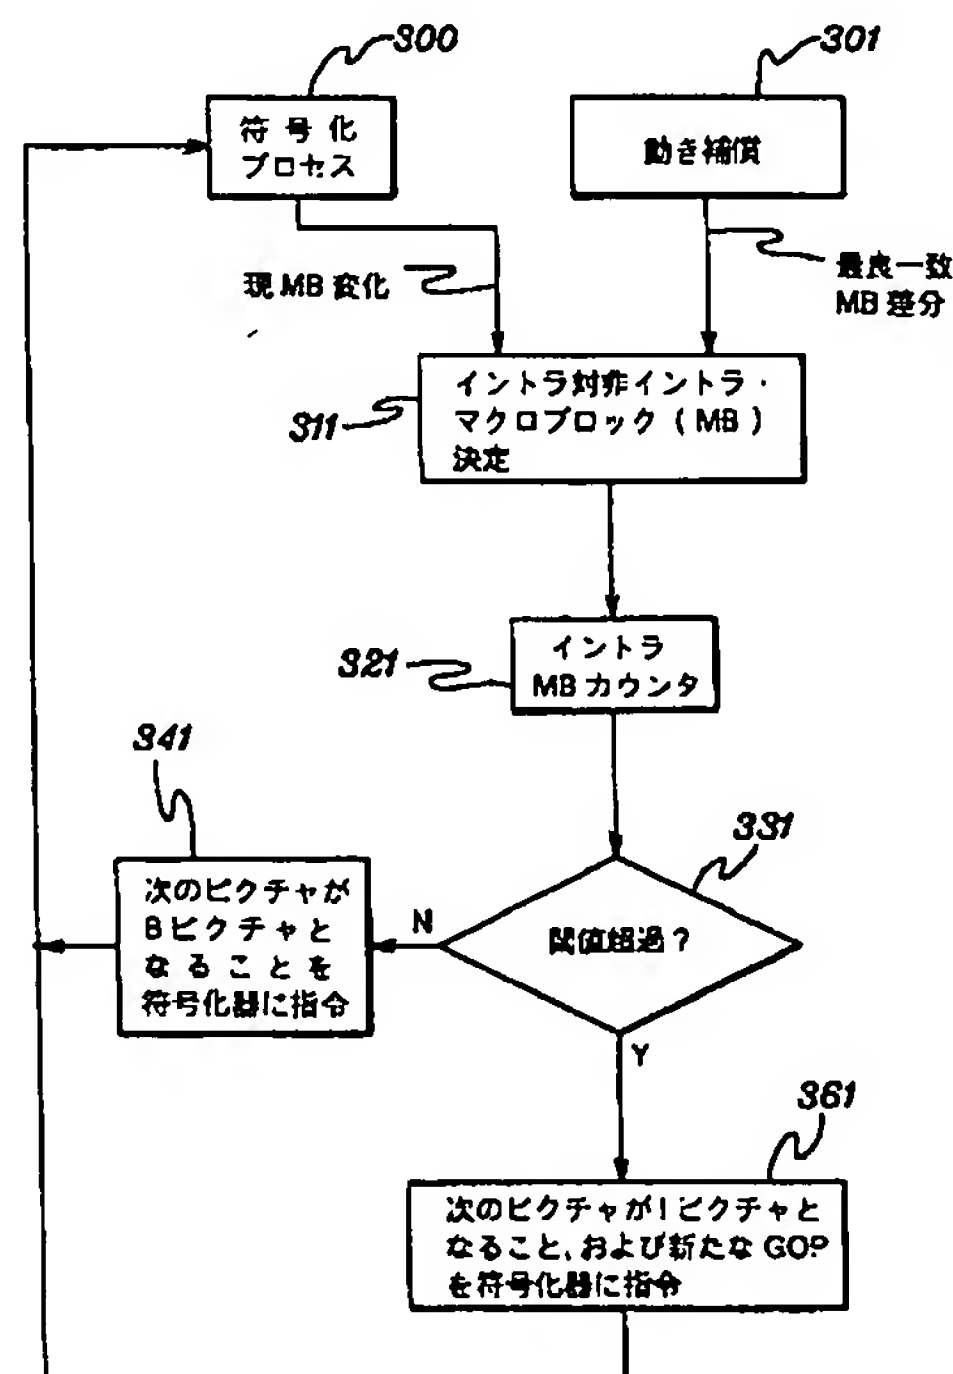 300
301
符号化
プロセス
動き補償
現MB変化
最良一致
MB差分
311
イントラ対非イントラ・
マクロブロック(MB)
決定
321
イントラ
MBカウンタ
341
331
次のピクチャが
Bピクチャと
なることを
符号化器に指令
N
閾値超過?
Y
361
次のピクチャがIピクチャと
なること、および新たなGOP
を符号化器に指令